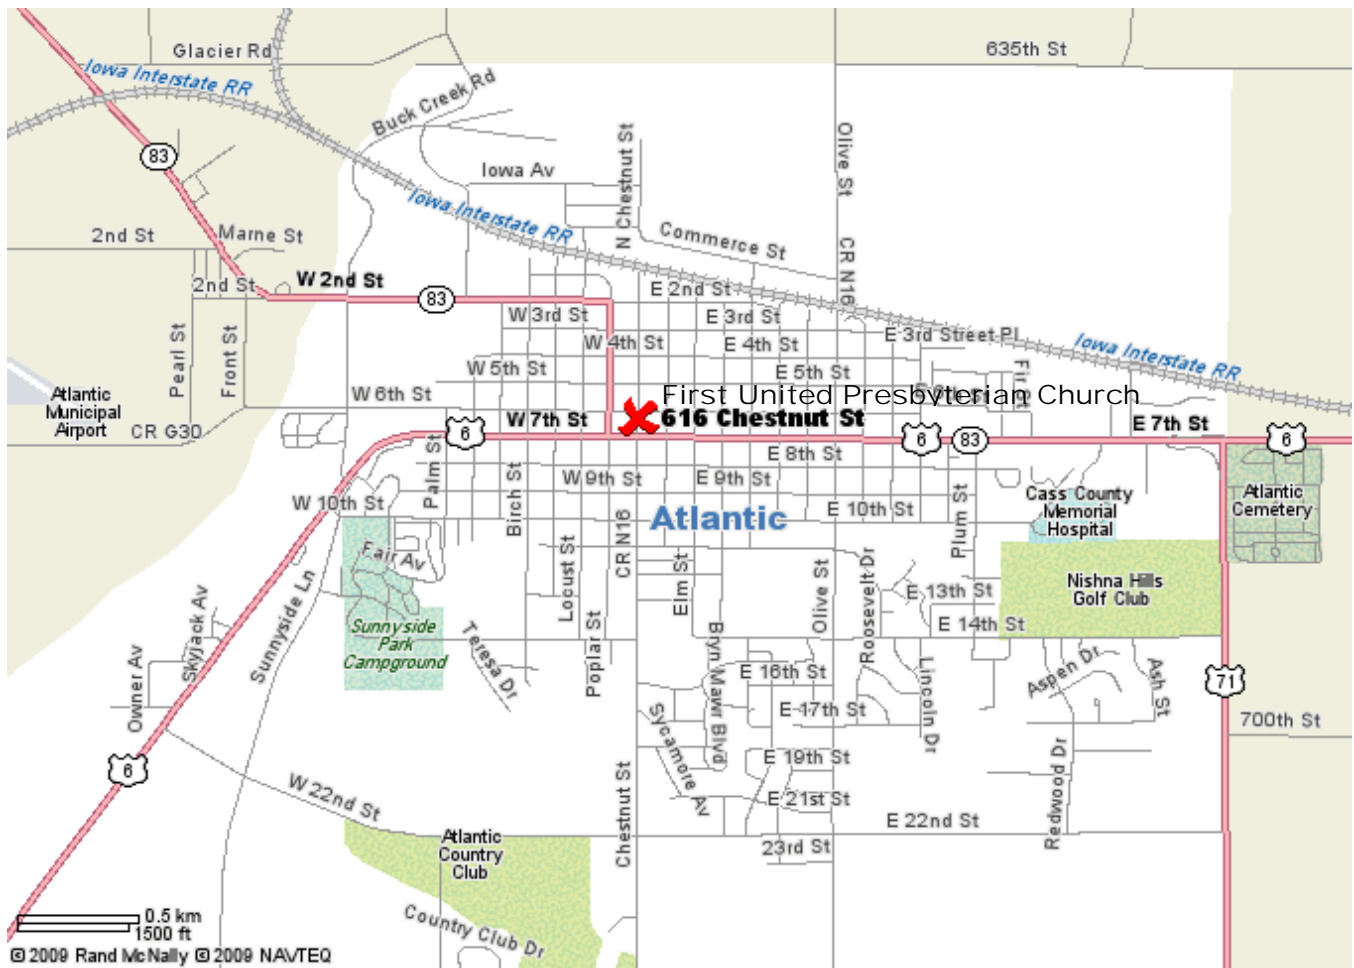 Glacier Rd
635th St
Iowa Interstate RR
Buck Creek Rd
83
Iowa Av
N Chestnut St
Olive St
Iowa Interstate RR
2nd St
Marne St
Commerce St
CR N16
2nd St
W 2nd St
83
E 2nd St
W 3rd St
E 3rd St
E 3rd Street Pl
Iowa Interstate RR
Pearl St
Front St
W 4th St
E 4th St
W 5th St
E 5th St
Fir St
Atlantic
Municipal
Airport
W 6th St
First United Presbyterian Church
616 Chestnut St
W 7th St
CR G30
6
6
83
E 7th St
6
Palm St
E 8th St
Birch St
W 9th St
E 9th St
W 10th St
E 10th St
Plum St
Cass County
Memorial
Hospital
Atlantic
Cemetery
Atlantic
CR N16
Fair Av
Locust St
Elm St
Olive St
Roosevelt Dr
E 13th St
Nishna Hills
Golf Club
Sunnyside Ln
Skyjack Av
Owner Av
Sunnyside
Park
Campground
Teresa Dr
Poplar St
Bryn Mawr Blvd
E 14th St
E 16th St
Lincoln Dr
Aspen Dr
Ash St
71
E 17th St
700th St
Sycamore Av
6
E 19th St
Redwood Dr
W 22nd St
Chestnut St
E 21st St
E 22nd St
23rd St
Atlantic
Country
Club
Country Club Dr
0.5 km
1500 ft
© 2009 Rand McNally © 2009 NAVTEQ